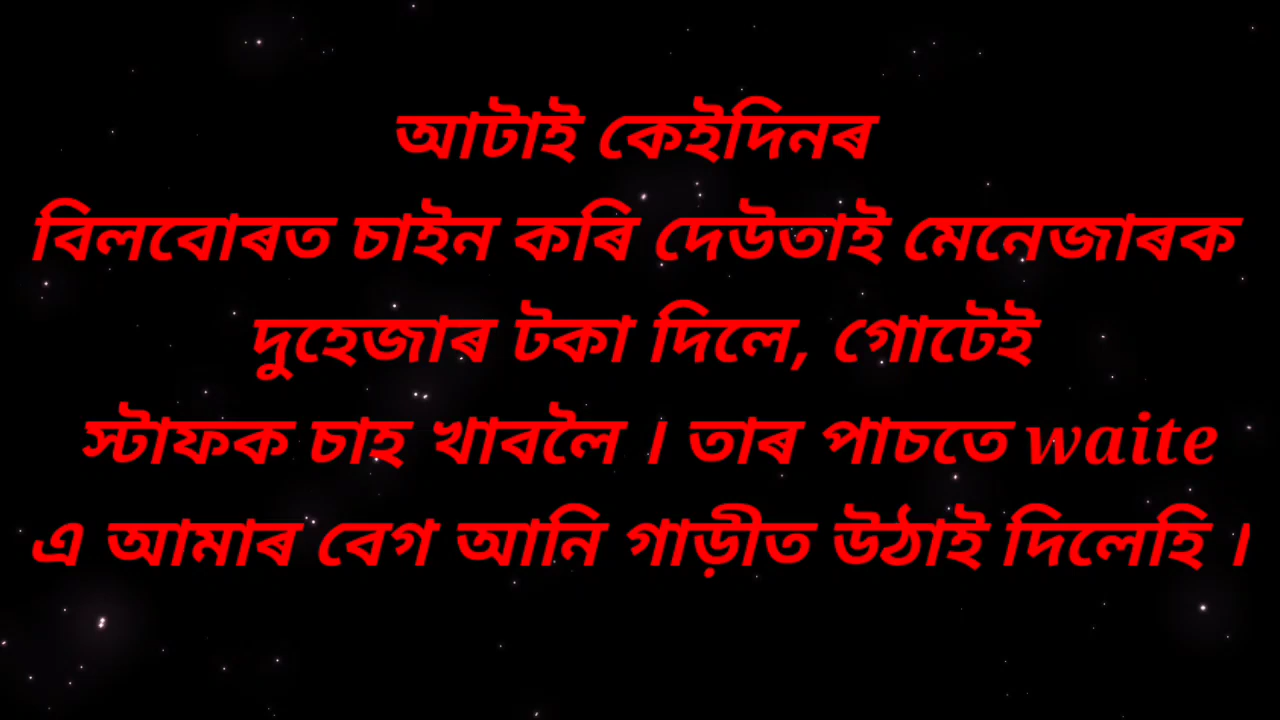 আটাই কেইদিনৰ
বিলবোৰত চাইন কৰি দেউতাই মেনেজাৰক
দুহেজাৰ টকা দিলে, গোটেই
স্টাফক চাহ খাবলৈ । তাৰ পাচতে waite
এ আমাৰ বেগ আনি গাড়ীত উঠাই দিলেহি ।